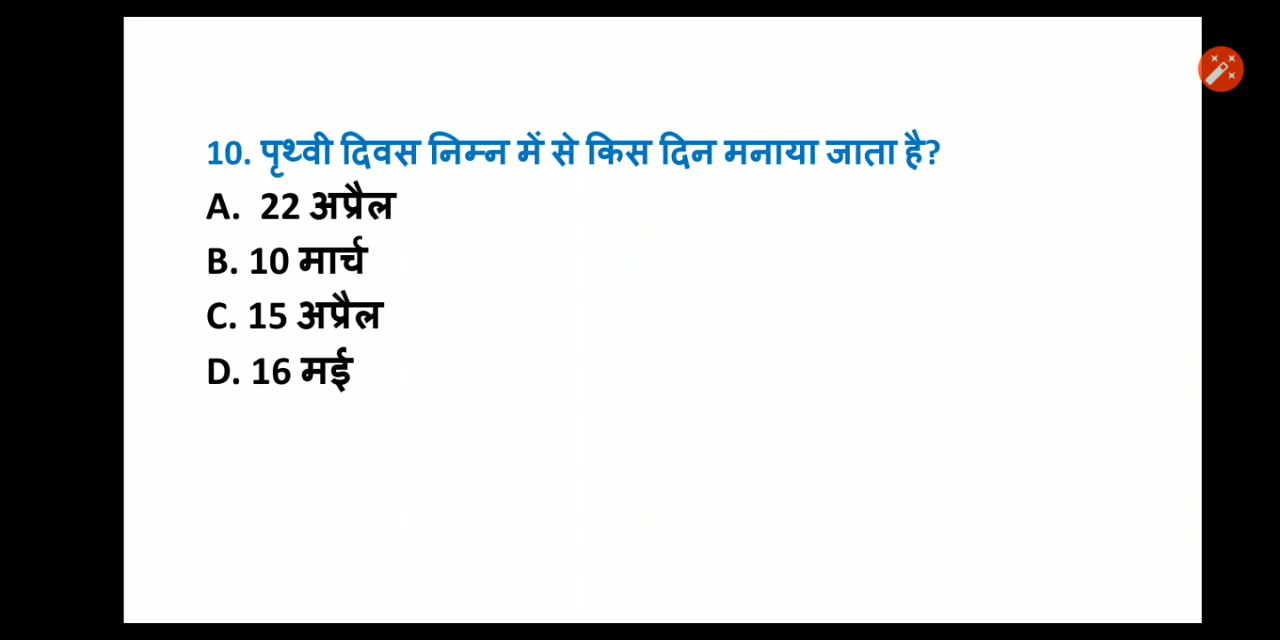 10. पृथ्वी दिवस निम्न में से किस दिन मनाया जाता है?
A. 22 अप्रैल
B. 10 मार्च
C. 15 अप्रैल
D. 16 मई